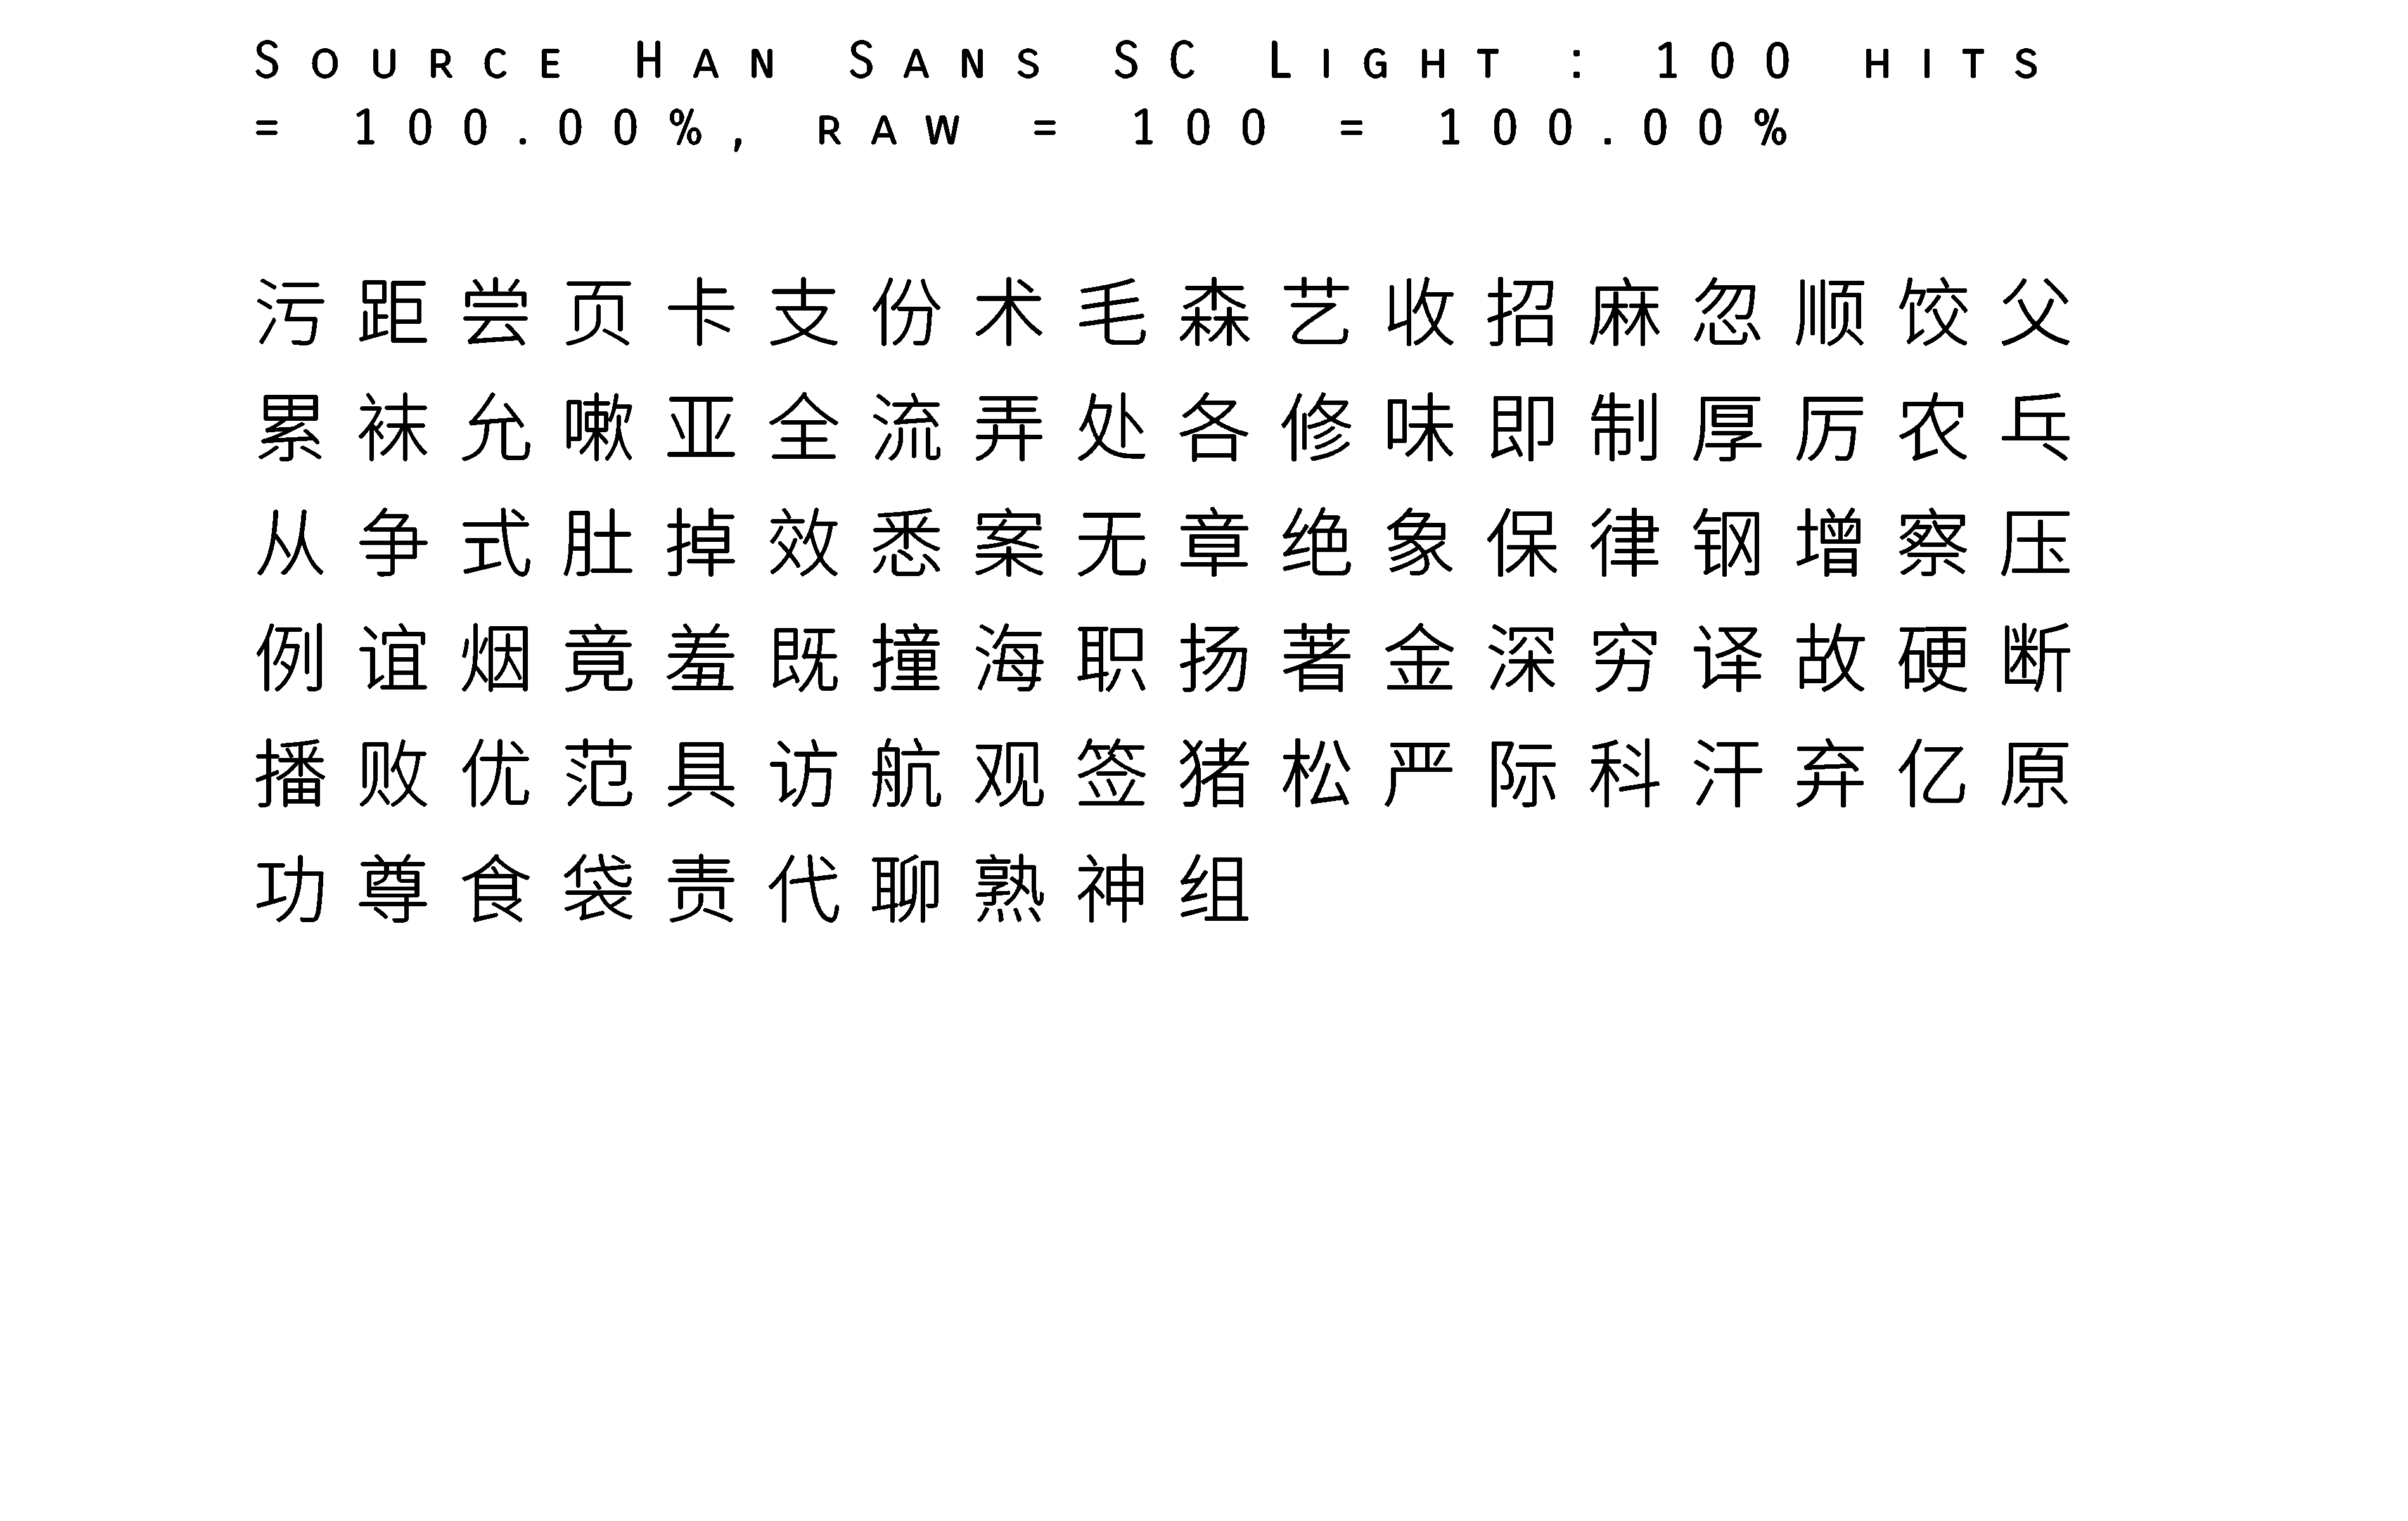 Source Han Sans SC Light : 100 hits
= 100.00%, raw = 100 = 100.00%
污距尝页卡支份术毛森艺收招麻忽顺饺父
累袜允嗽亚全流弄处各修味即制厚厉农乓
从争式肚掉效悉案无章绝象保律钢增察压
例谊烟竟羞既撞海职扬著金深穷译故硬断
播败优范具访航观签猪松严际科汗弃亿原
功尊食袋责代聊熟神组